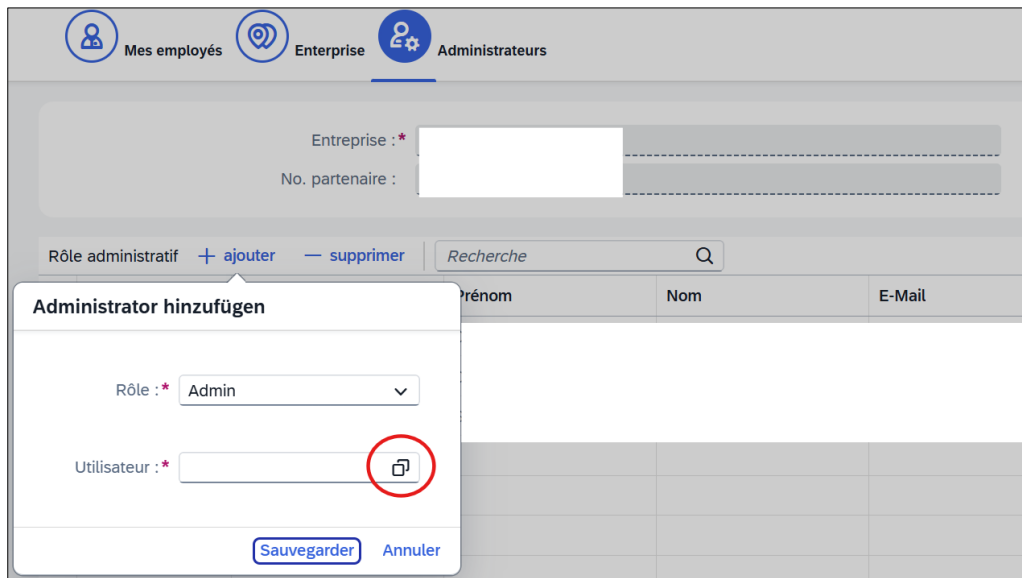 Mes employés
Enterprise
Administrateurs
Entreprise :*
No. partenaire :
Rôle administratif
ajouter
supprimer
Recherche
Prénom
Nom
E-Mail
Administrator hinzufügen
Rôle :*
Admin
Utilisateur :*
Sauvegarder
Annuler